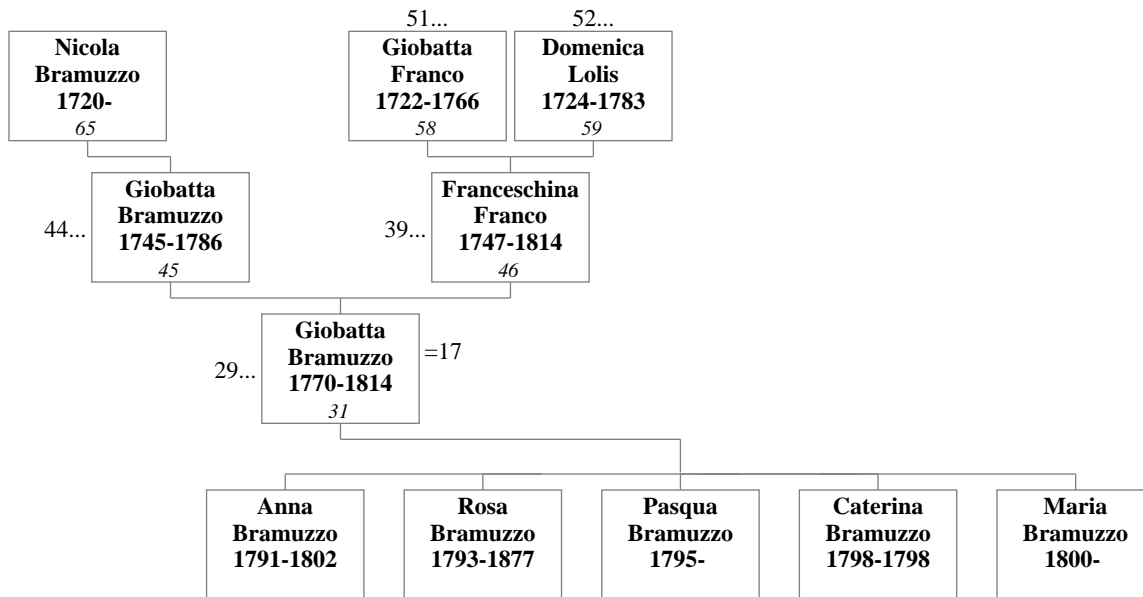 51...
52...
Nicola
Bramuzzo
1720-
65
Giobatta
Franco
1722-1766
58
Domenica
Lolis
1724-1783
59
44...
Giobatta
Bramuzzo
1745-1786
45
39...
Franceschina
Franco
1747-1814
46
29...
Giobatta
Bramuzzo
1770-1814
31
=17
Anna
Bramuzzo
1791-1802
Rosa
Bramuzzo
1793-1877
Pasqua
Bramuzzo
1795-
Caterina
Bramuzzo
1798-1798
Maria
Bramuzzo
1800-